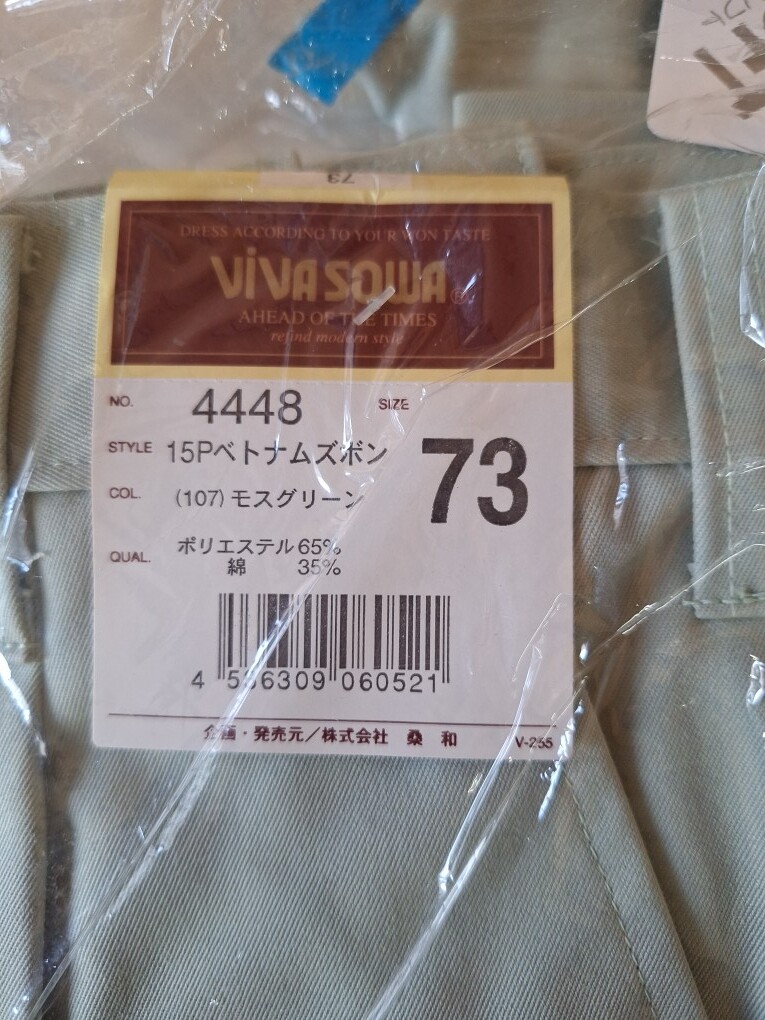 73
DRESS ACCORDING TO YOUR WON TASTE
ViVA SOWA ®
AHEAD OF THE TIMES
refind modern style
NO. 4448 SIZE
STYLE 15Pベトナムズボン 73
COL. (107) モスグリーン
QUAL. ポリエステル 65%
綿 35%
4 536309 060521
企画・発売元／株式会社 桑和 V-255